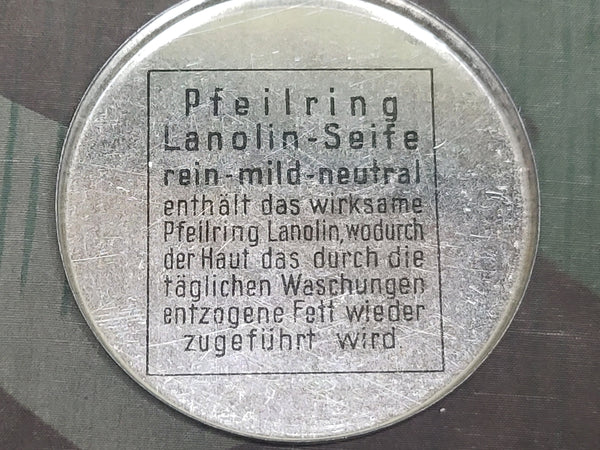 Pfeilring
Lanolin-Seife
rein-mild-neutral
enthält das wirksame
Pfeilring Lanolin, wodurch
der Haut das durch die
täglichen Waschungen
entzogene Fett wieder
zugeführt wird.